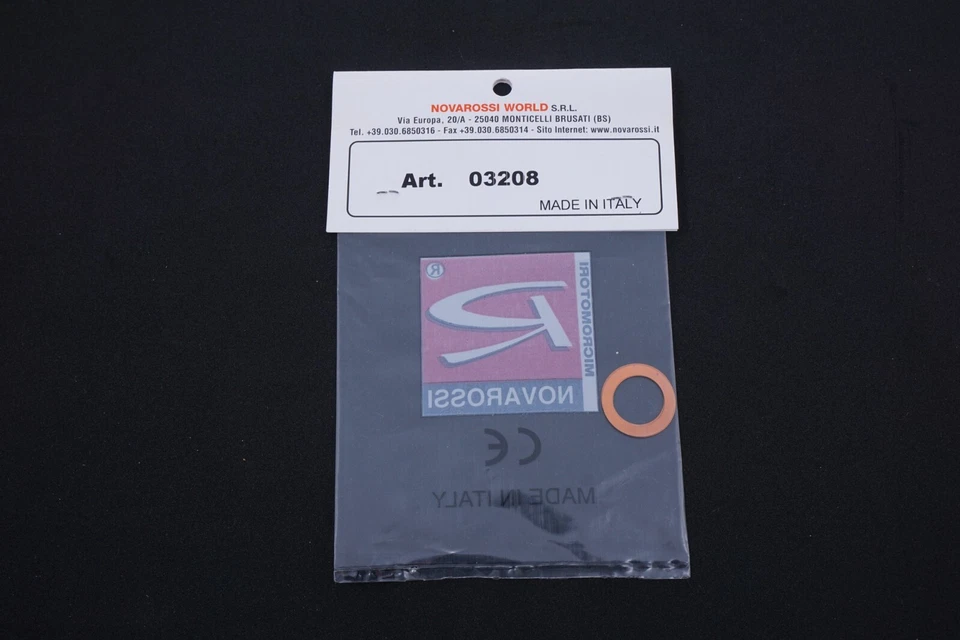 NOVAROSSI WORLD S.R.L.
Via Europa, 20/A - 25040 MONTICELLI BRUSATI (BS)
Tel. +39.030.6850316 - Fax +39.030.6850314 - Sito Internet: www.novarossi.it
Art. 03208
MADE IN ITALY
®
MICROMOTORI
NOVAROSSI
CE
MADE IN ITALY